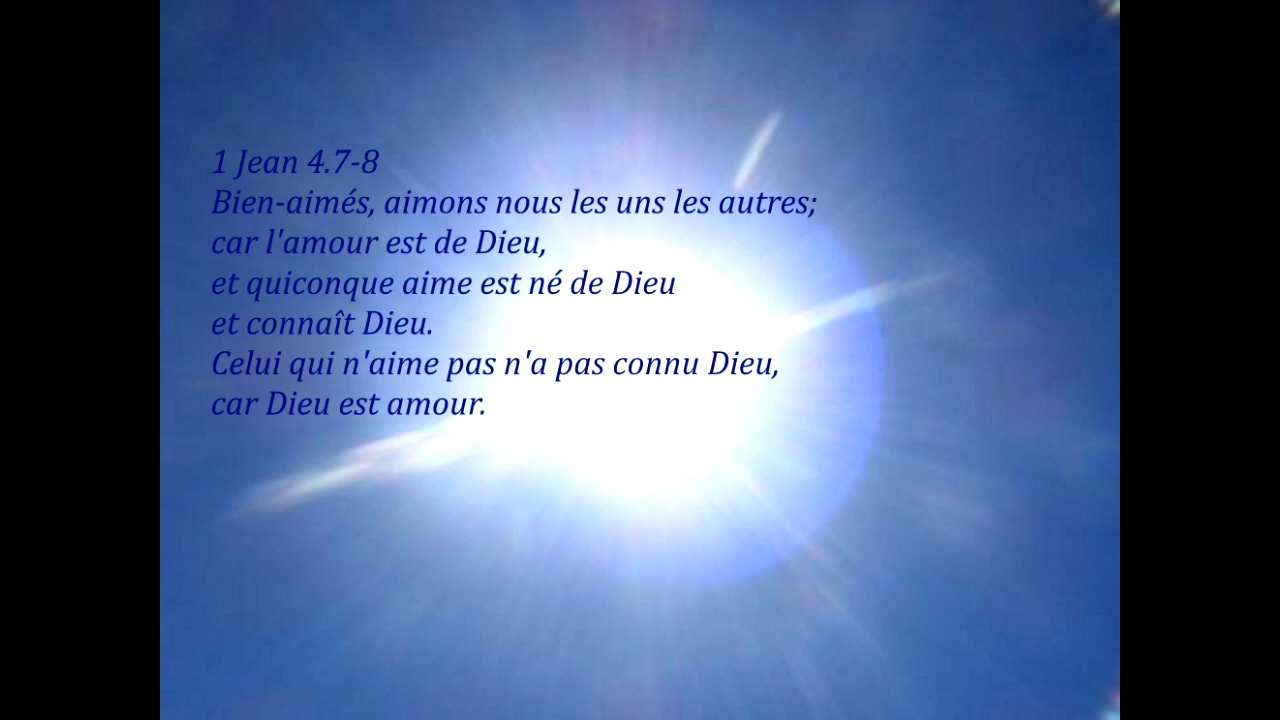 1 Jean 4.7-8
Bien-aimés, aimons nous les uns les autres;
car l'amour est de Dieu,
et quiconque aime est né de Dieu
et connaît Dieu.
Celui qui n'aime pas n'a pas connu Dieu,
car Dieu est amour.